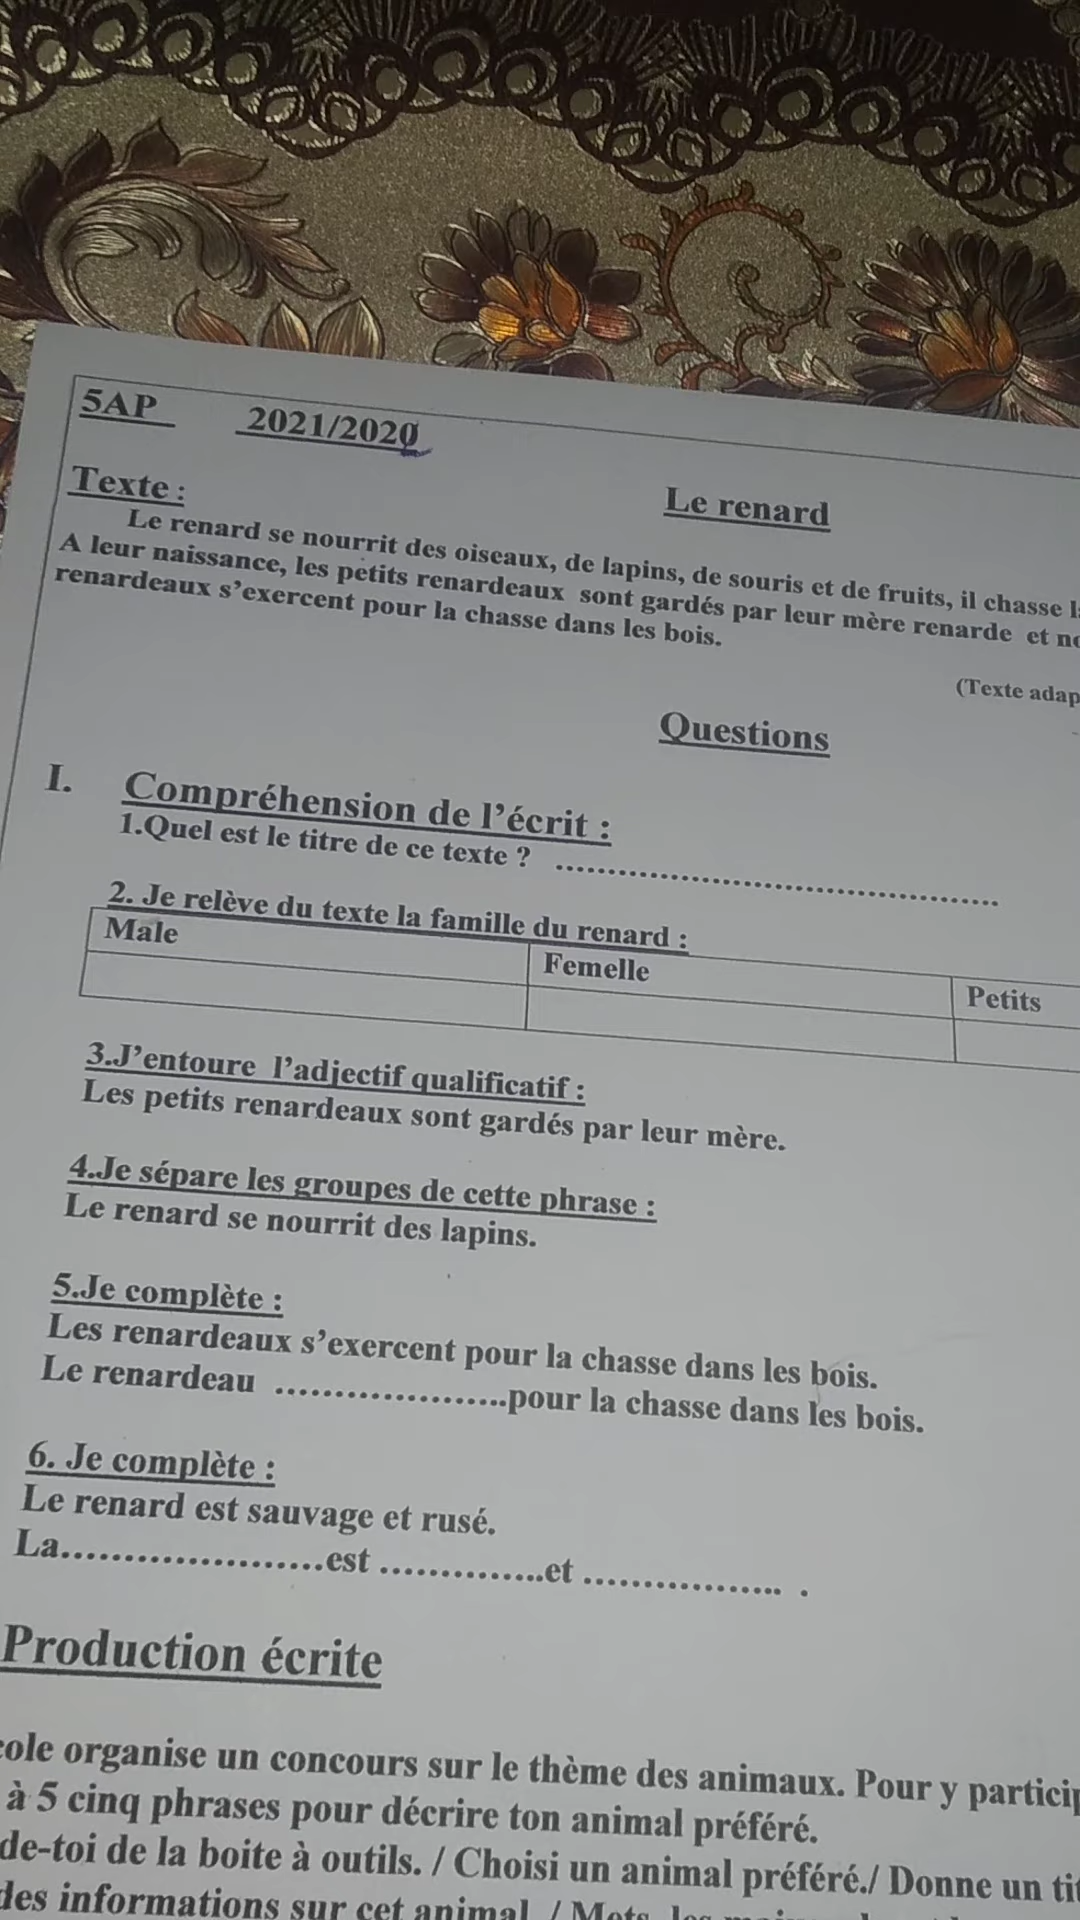 5AP 2021/2020
Texte :
Le renard
Le renard se nourrit des oiseaux, de lapins, de souris et de fruits, il chasse
A leur naissance, les petits renardeaux sont gardés par leur mère renarde et
renardeaux s'exercent pour la chasse dans les bois.
(Texte adap
Questions
I. Compréhension de l'écrit :
1.Quel est le titre de ce texte ? ..........................................
2. Je relève du texte la famille du renard :
Male Femelle Petits
3.J'entoure l'adjectif qualificatif :
Les petits renardeaux sont gardés par leur mère.
4.Je sépare les groupes de cette phrase :
Le renard se nourrit des lapins.
5.Je complète :
Les renardeaux s'exercent pour la chasse dans les bois.
Le renardeau ......................pour la chasse dans les bois.
6. Je complète :
Le renard est sauvage et rusé.
La......................est ..............et ................. .
Production écrite
cole organise un concours sur le thème des animaux. Pour y particip
à 5 cinq phrases pour décrire ton animal préféré.
de-toi de la boite à outils. / Choisi un animal préféré./ Donne un tit
des informations sur cet animal / Mots